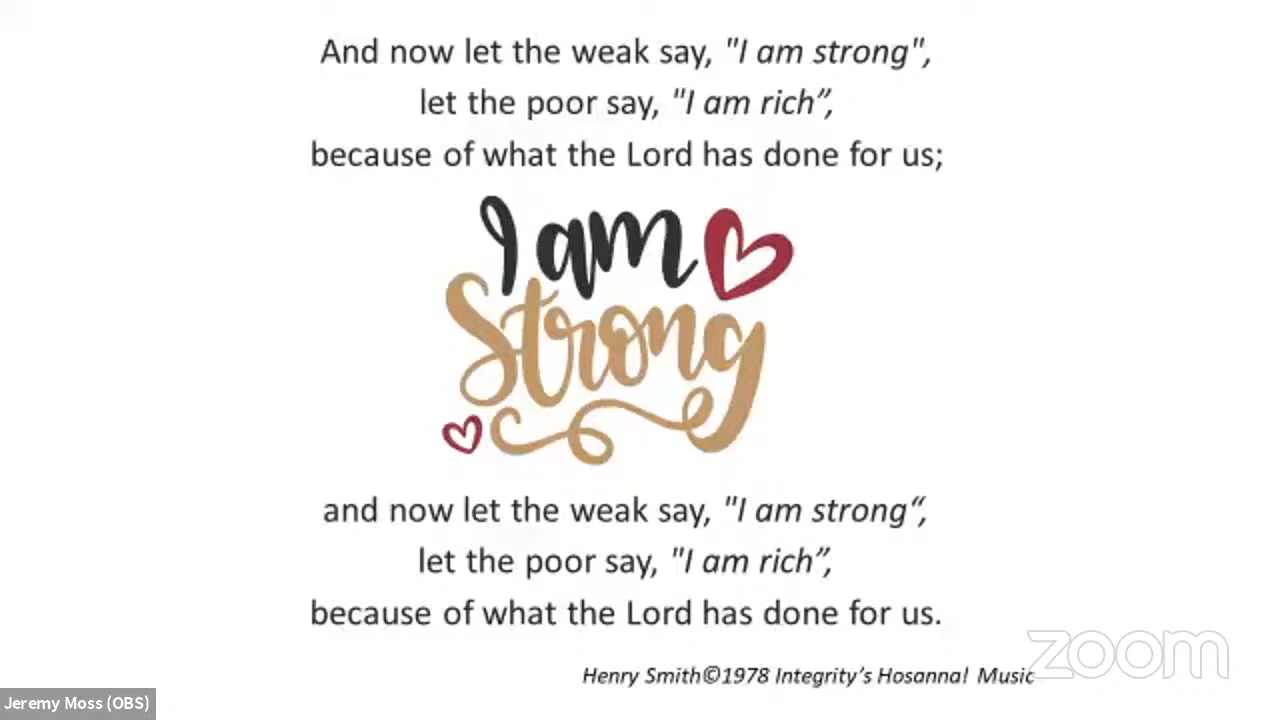 And now let the weak say, "I am strong",
let the poor say, "I am rich”,
because of what the Lord has done for us;
I am
Strong
and now let the weak say, "I am strong“,
let the poor say, "I am rich”,
because of what the Lord has done for us.
Henry Smith©1978 Integrity’s Hosanna! Music
zoom
Jeremy Moss (OBS)